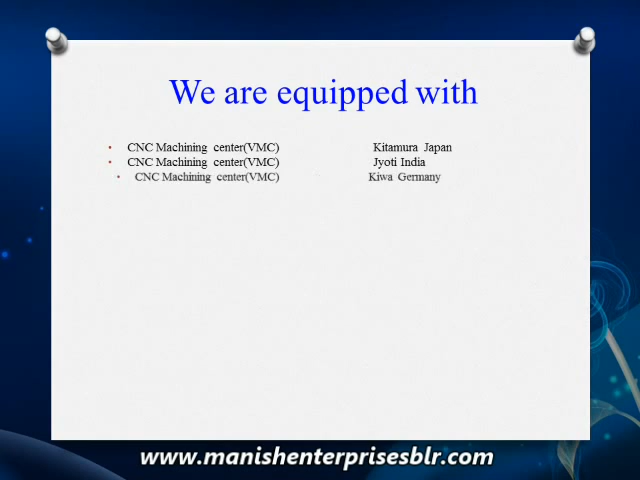 We are equipped with
• CNC Machining center(VMC) Kitamura Japan
• CNC Machining center(VMC) Jyoti India
• CNC Machining center(VMC) Kiwa Germany
www.manishenterprisesblr.com